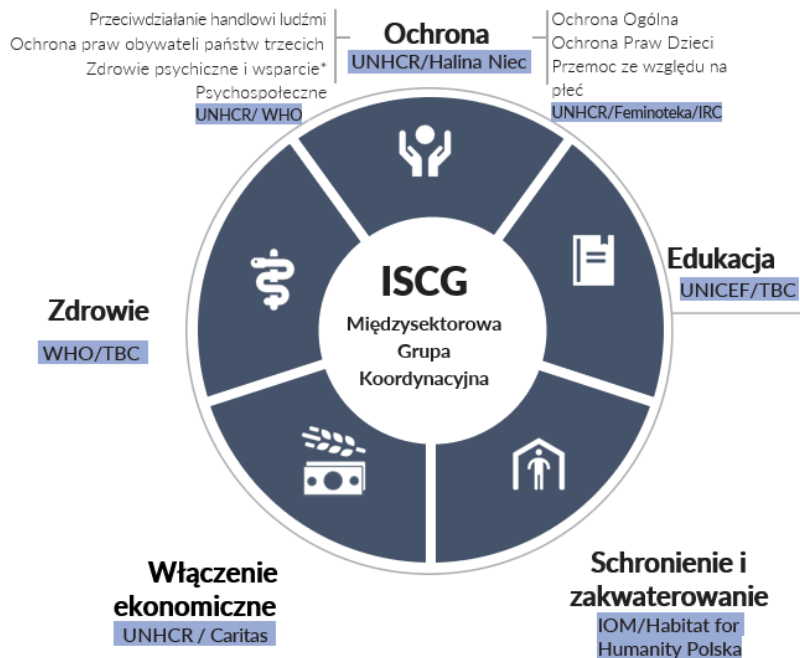 Przeciwdziałanie handlowi ludźmi
Ochrona praw obywateli państw trzecich
Zdrowie psychiczne i wsparcie*
Psychospołeczne
UNHCR/ WHO
Ochrona
UNHCR/Halina Niec
Ochrona Ogólna
Ochrona Praw Dzieci
Przemoc ze względu na
płeć
UNHCR/Feminoteka/IRC
ISCG
Międzysektorowa
Grupa
Koordynacyjna
Edukacja
UNICEF/TBC
Zdrowie
WHO/TBC
Włączenie
ekonomiczne
UNHCR / Caritas
Schronienie i
zakwaterowanie
IOM/Habitat for
Humanity Polska